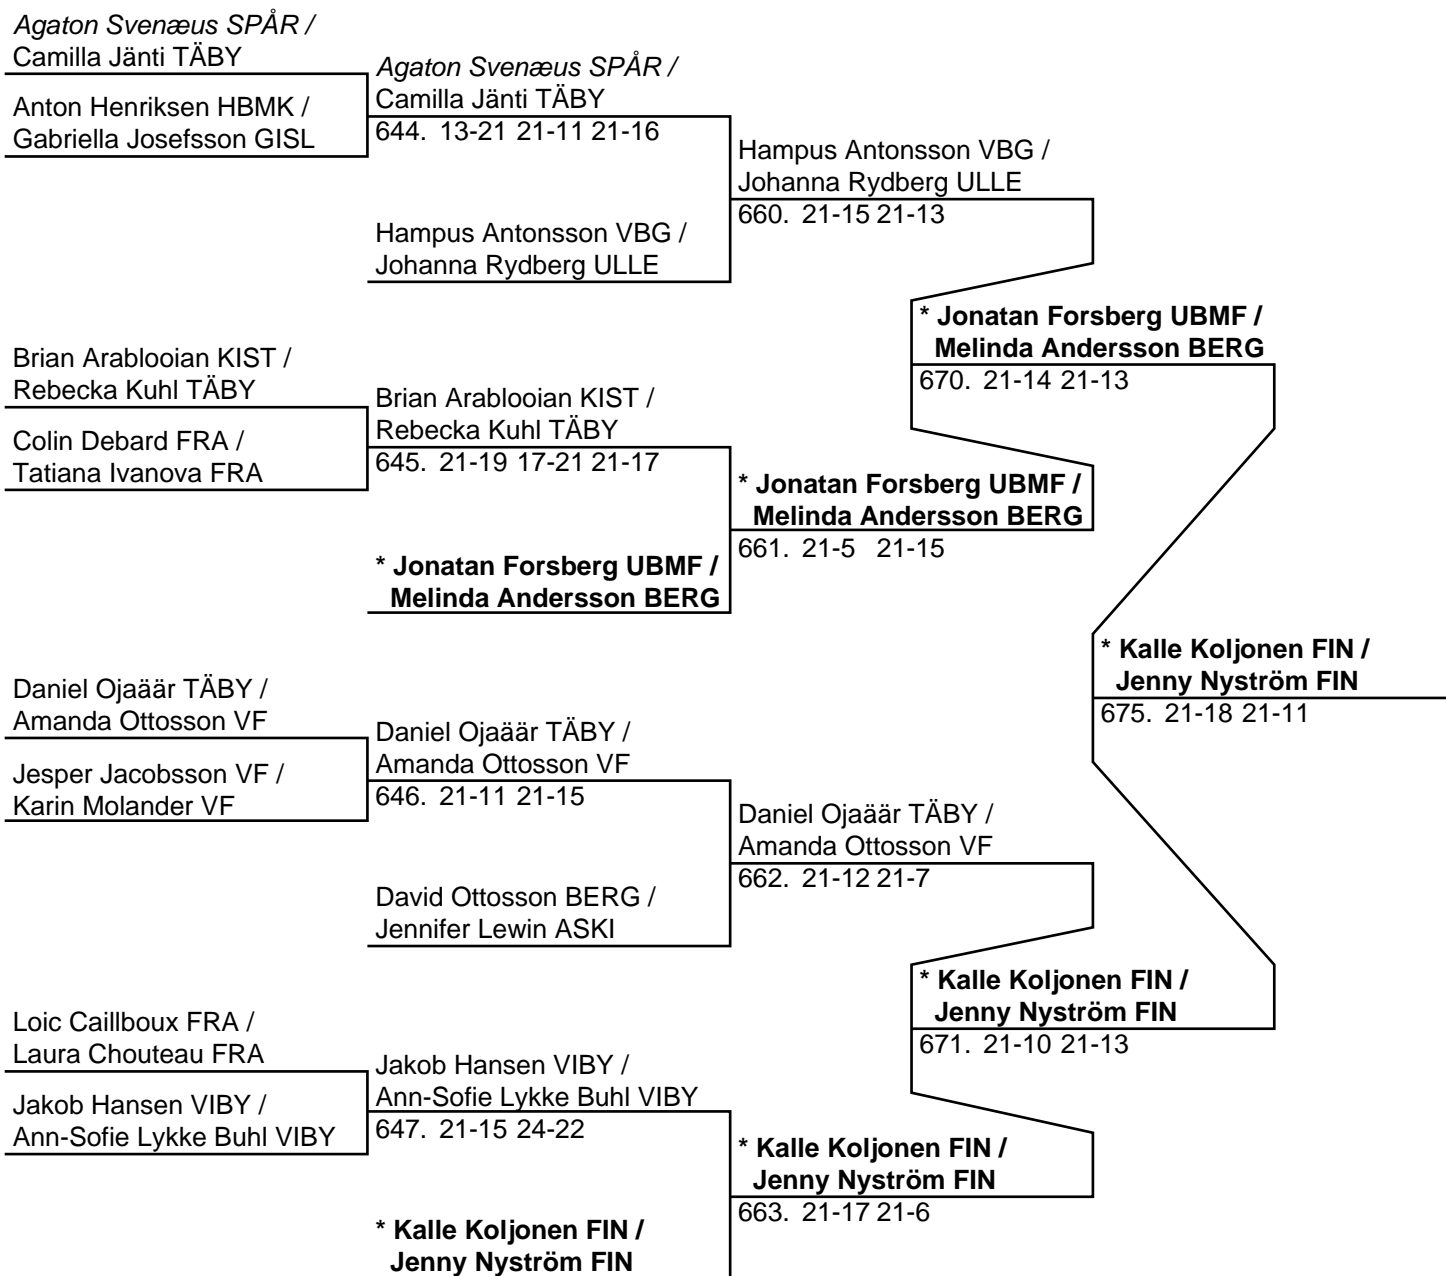 Agaton Svenæus SPÅR /
Camilla Jänti TÄBY
Anton Henriksen HBMK /
Gabriella Josefsson GISL
Brian Arablooian KIST /
Rebecka Kuhl TÄBY
Colin Debard FRA /
Tatiana Ivanova FRA
Daniel Ojaäär TÄBY /
Amanda Ottosson VF
Jesper Jacobsson VF /
Karin Molander VF
Loic Caillboux FRA /
Laura Chouteau FRA
Jakob Hansen VIBY /
Ann-Sofie Lykke Buhl VIBY
Agaton Svenæus SPÅR /
Camilla Jänti TÄBY
644. 13-21 21-11 21-16
Hampus Antonsson VBG /
Johanna Rydberg ULLE
Brian Arablooian KIST /
Rebecka Kuhl TÄBY
645. 21-19 17-21 21-17
* Jonatan Forsberg UBMF /
Melinda Andersson BERG
Daniel Ojaäär TÄBY /
Amanda Ottosson VF
646. 21-11 21-15
David Ottosson BERG /
Jennifer Lewin ASKI
Jakob Hansen VIBY /
Ann-Sofie Lykke Buhl VIBY
647. 21-15 24-22
* Kalle Koljonen FIN /
Jenny Nyström FIN
Hampus Antonsson VBG /
Johanna Rydberg ULLE
660. 21-15 21-13
* Jonatan Forsberg UBMF /
Melinda Andersson BERG
661. 21-5 21-15
Daniel Ojaäär TÄBY /
Amanda Ottosson VF
662. 21-12 21-7
* Kalle Koljonen FIN /
Jenny Nyström FIN
663. 21-17 21-6
* Jonatan Forsberg UBMF /
Melinda Andersson BERG
670. 21-14 21-13
* Kalle Koljonen FIN /
Jenny Nyström FIN
671. 21-10 21-13
* Kalle Koljonen FIN /
Jenny Nyström FIN
675. 21-18 21-11